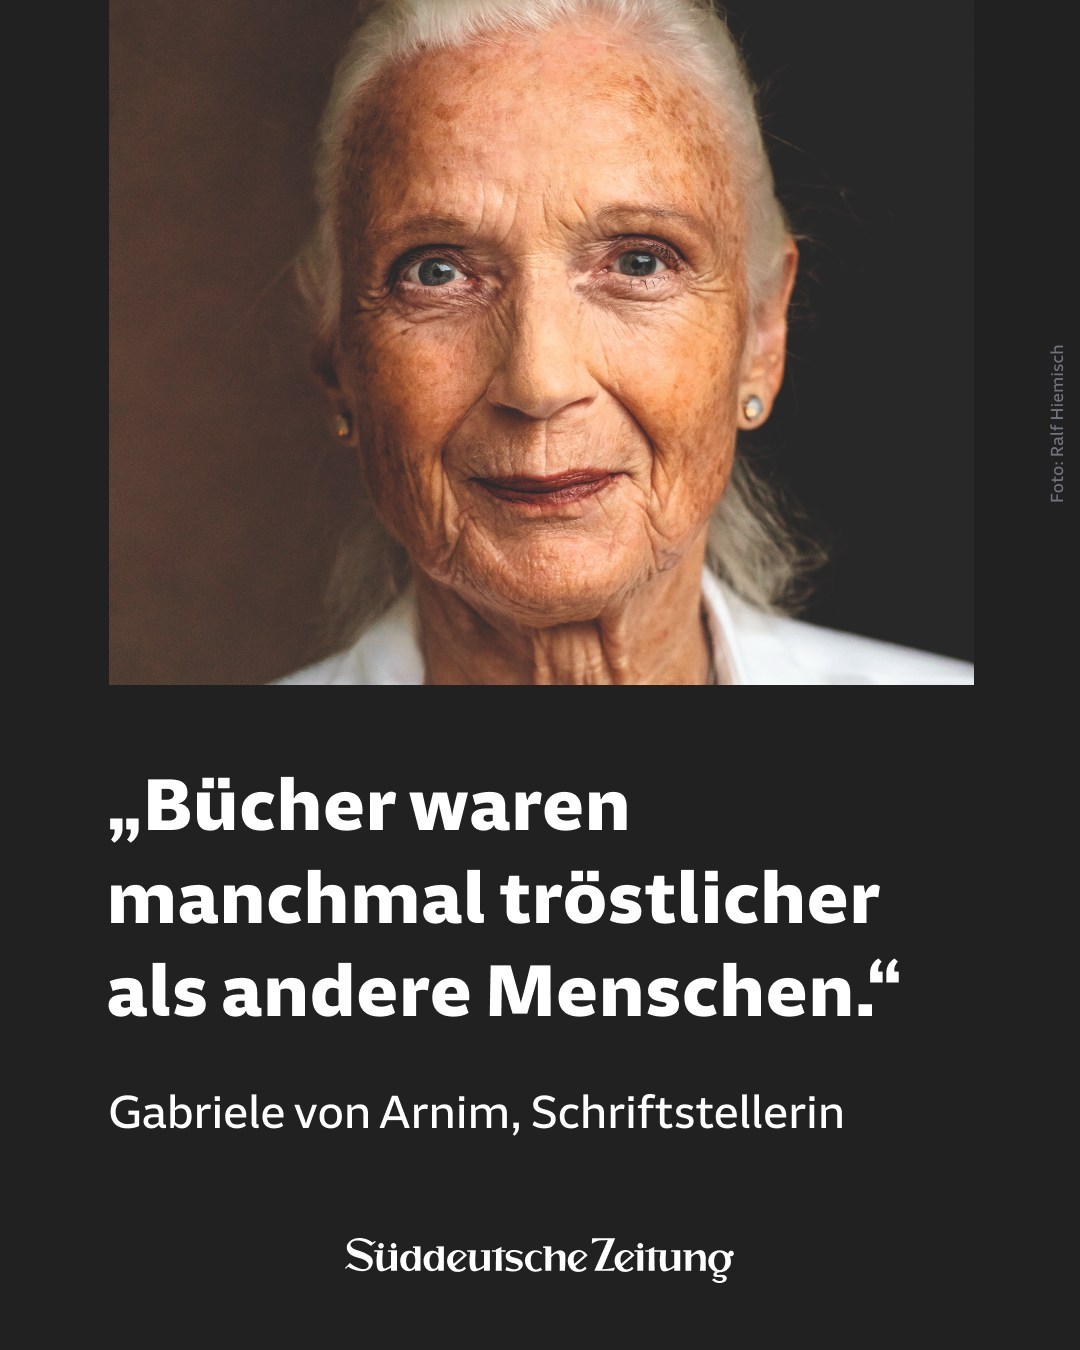 Foto: Ralf Hiemisch
„Bücher waren
manchmal tröstlicher
als andere Menschen.“
Gabriele von Arnim, Schriftstellerin
Süddeutsche Zeitung